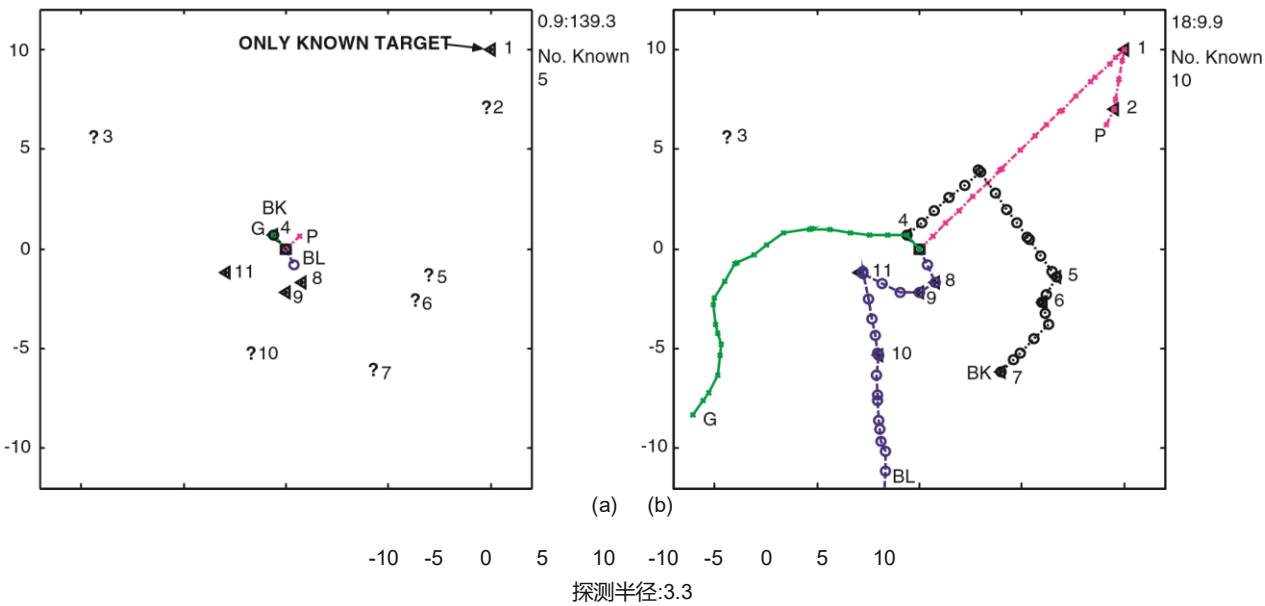 0.9:139.3
No. Known
5
ONLY KNOWN TARGET
1
?2
?3
BK
G 4 P
BL
11
8
9
?5
?6
?10
?7
10
5
0
-5
-10
18:9.9
No. Known
10
1
2
P
?3
4
11
8
9
5
6
10
BK 7
G
BL
10
5
0
-5
-10
(a) (b)
-10 -5 0 5 10 -10 -5 0 5 10
探测半径:3.3